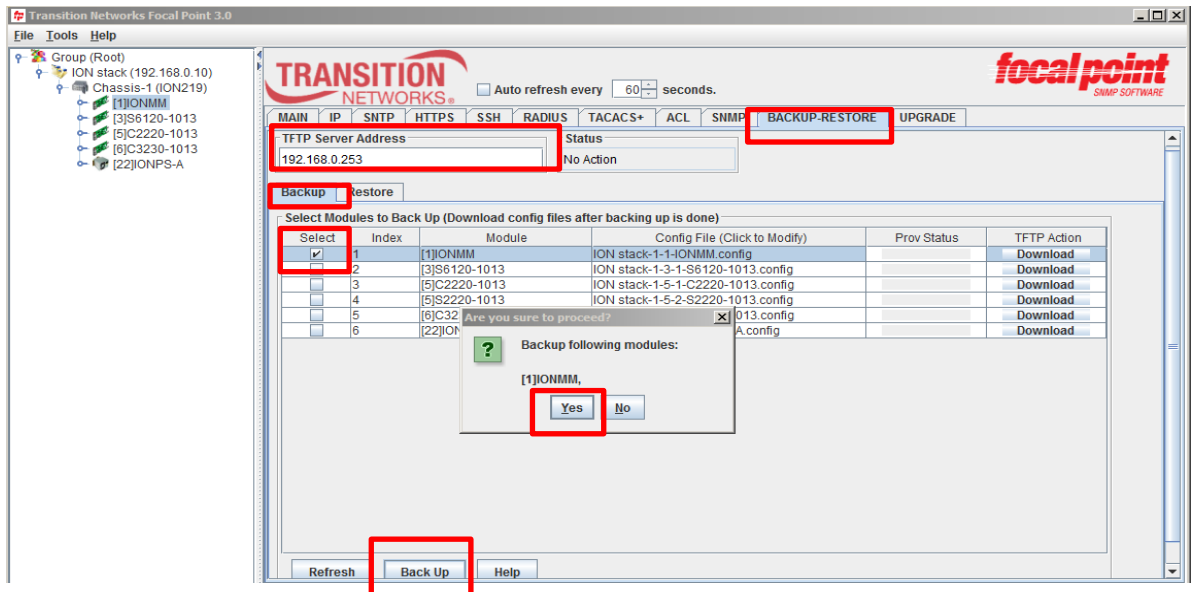 Transition Networks Focal Point 3.0
File Tools Help
Group (Root)
ION stack (192.168.0.10)
Chassis-1 (ION219)
[1]IONMM
[3]S6120-1013
[5]C2220-1013
[6]C3230-1013
[22]IONPS-A
TRANSITION
NETWORKS®
Auto refresh every 60 seconds.
focal point
SNMP SOFTWARE
MAIN IP SNTP HTTPS SSH RADIUS TACACS+ ACL SNMP BACKUP-RESTORE UPGRADE
TFTP Server Address Status
192.168.0.253 No Action
Backup Restore
Select Modules to Back Up (Download config files after backing up is done)
Select Index Module Config File (Click to Modify) Prov Status TFTP Action
1 [1]IONMM ION stack-1-1-IONMM.config Download
2 [3]S6120-1013 ION stack-1-3-1-S6120-1013.config Download
3 [5]C2220-1013 ION stack-1-5-1-C2220-1013.config Download
4 [5]S2220-1013 ION stack-1-5-2-S2220-1013.config Download
5 [6]C32 013.config Download
6 [22]ION A.config Download
Are you sure to proceed?
Backup following modules:
[1]IONMM,
Yes No
Refresh Back Up Help